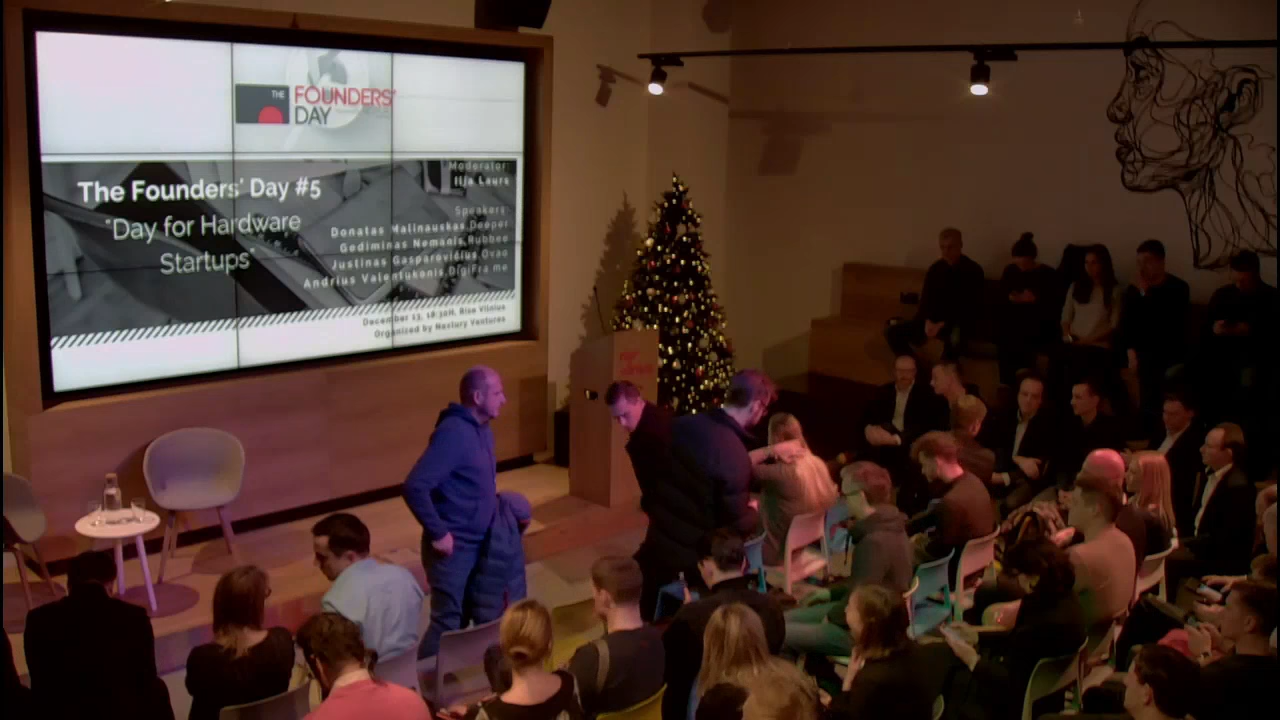 THE
FOUNDERS'
DAY
The Founders' Day #5
"Day for Hardware
Startups"
Moderator:
Ilja Laurs
Speakers:
Donatas Malinauskas, Deeper
Gediminas Nemanis, Rubbee
Justinas Gasparovičius, Ovao
Andrius Valentukonis, DigiFra.me
December 13, 18:30H, Rise Vilnius
Organized by Nextury Ventures